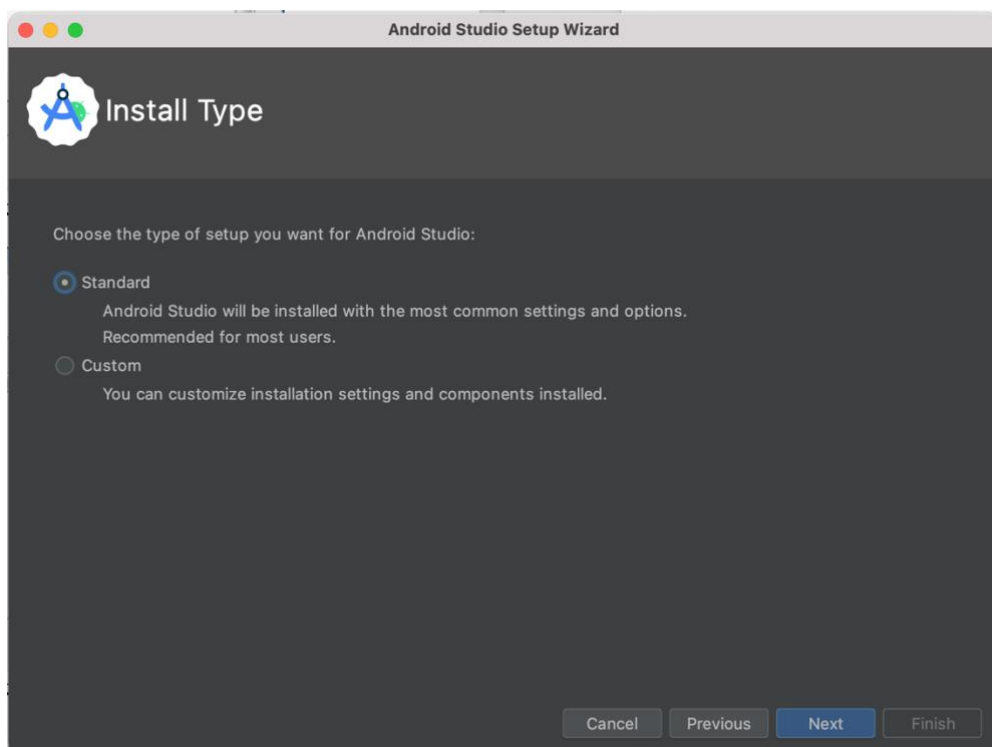 Android Studio Setup Wizard
Install Type
Choose the type of setup you want for Android Studio:
Standard
Android Studio will be installed with the most common settings and options.
Recommended for most users.
Custom
You can customize installation settings and components installed.
Cancel
Previous
Next
Finish